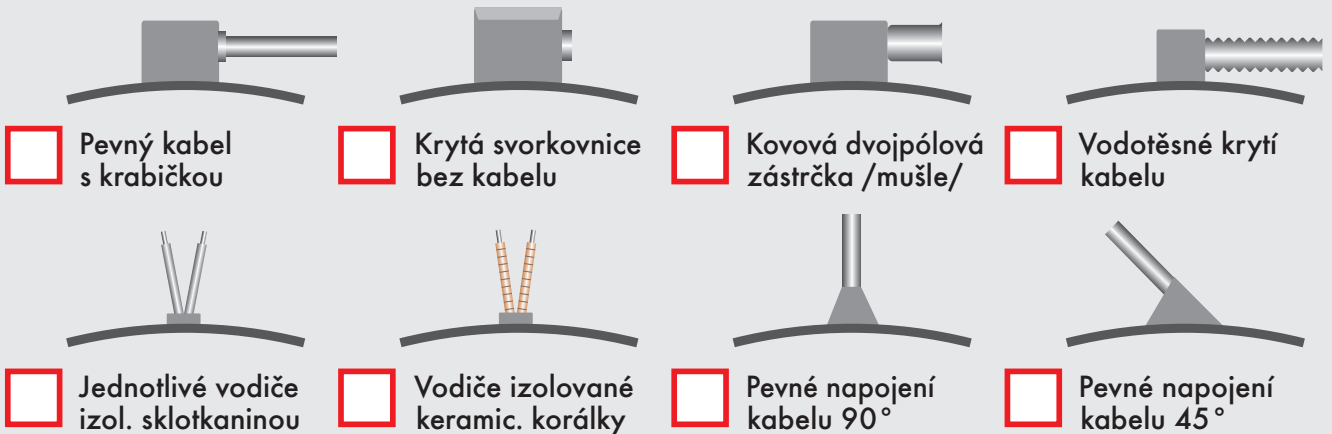 Pevný kabel
s krabičkou
Krytá svorkovnice
bez kabelu
Kovová dvojpólová
zástrčka /mušle/
Vodotěsné krytí
kabelu
Jednotlivé vodiče
izol. sklotkaninou
Vodiče izolované
keramic. korálky
Pevné napojení
kabelu 90°
Pevné napojení
kabelu 45°